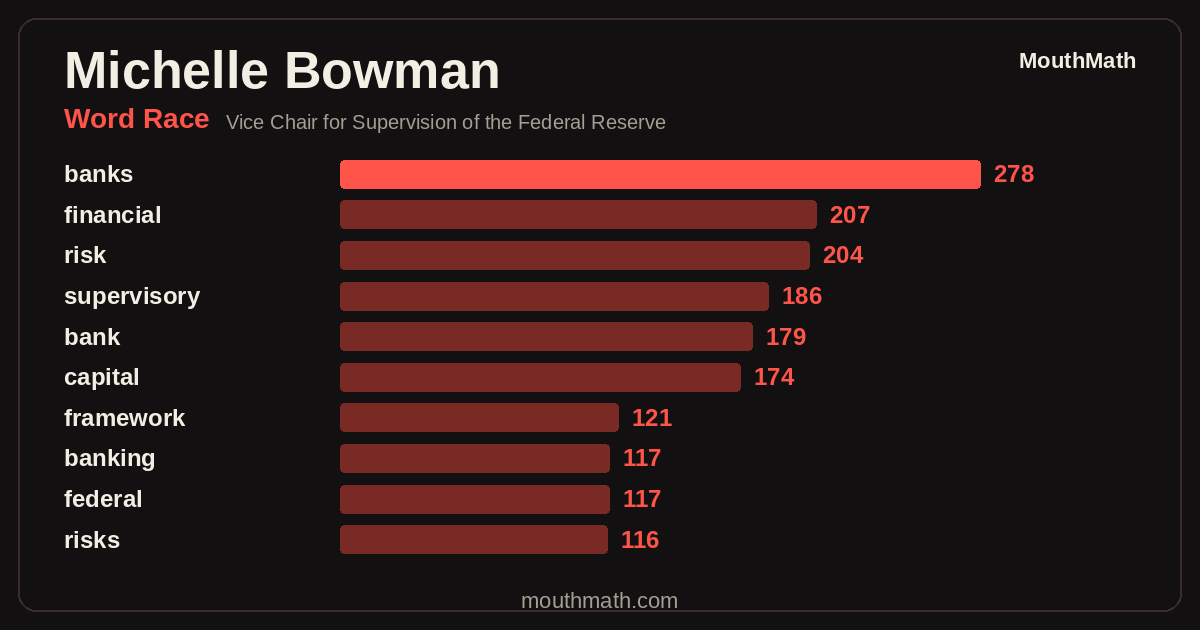 Michelle Bowman
MouthMath
Word Race Vice Chair for Supervision of the Federal Reserve
banks 278
financial 207
risk 204
supervisory 186
bank 179
capital 174
framework 121
banking 117
federal 117
risks 116
mouthmath.com